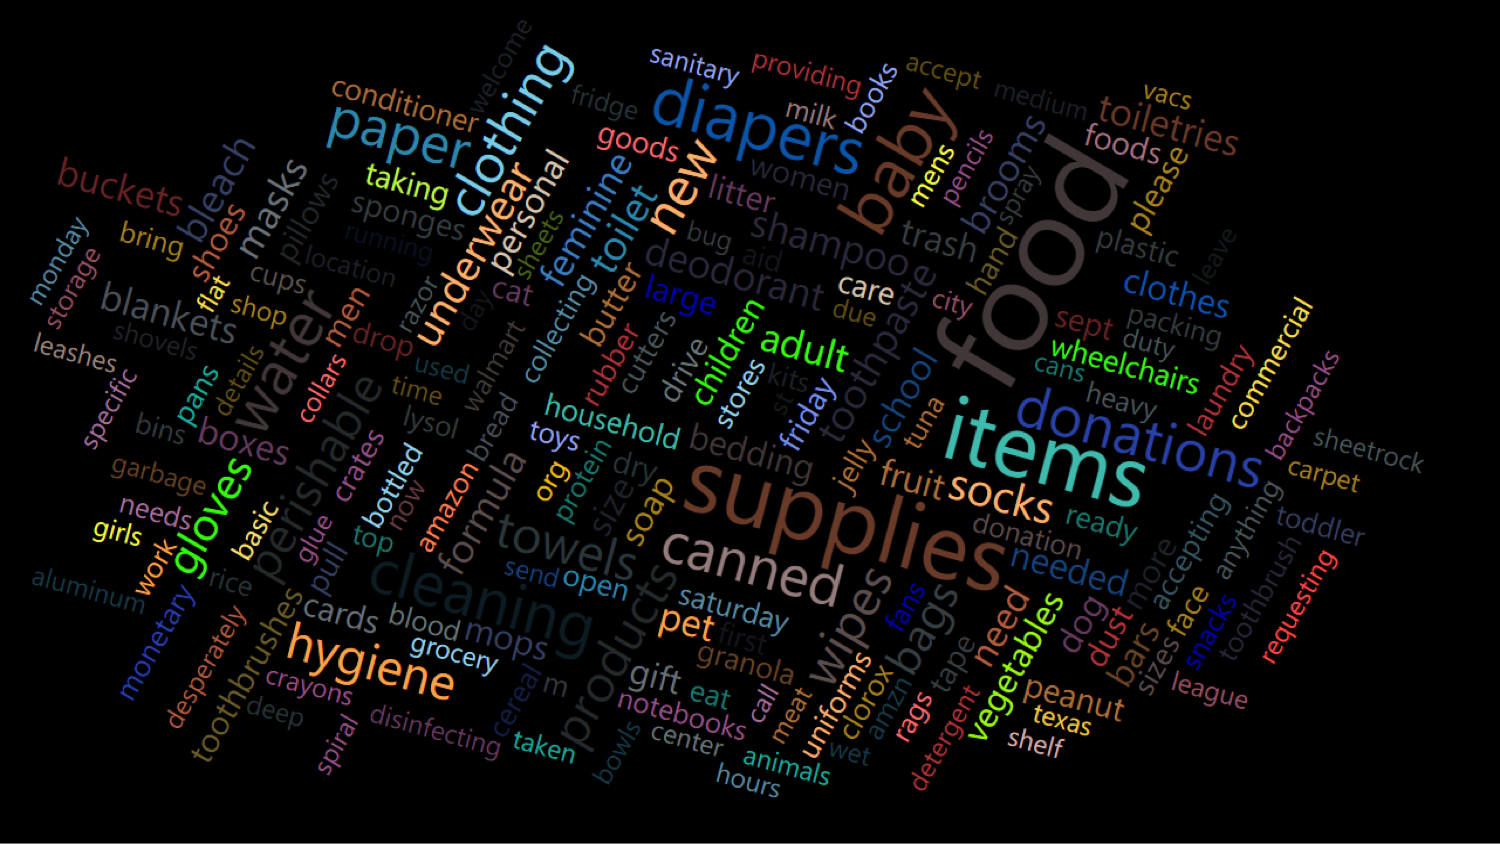 welcome
sanitary
providing
books
accept
medium
vacs
conditioner
clothing
fridge
goods
diapers
milk
baby
mens
pencils
brooms
toiletries
foods
please
paper
taking
underwear
personal
feminine
new
litter
women
food
spray
bleach
masks
pillows
sponges
sheets
toilet
bug
aid
shampoo
trash
hand
plastic
leave
buckets
bring
shoes
running
location
deodorant
toothpaste
care
city
clothes
monday
storage
flat
cups
shop
razor
cat
day
butter
large
due
sept
packing
duty
commercial
blankets
water
men
drop
collecting
rubber
cutters
drive
children
adult
cans
wheelchairs
laundry
backpacks
leashes
shovels
details
collars
used
walmart
stores
kits
friday
school
heavy
specific
pans
time
lysol
bread
household
toys
bedding
jelly
tuna
items
donations
sheetrock
bins
boxes
perishable
crates
bottled
now
amazon
formula
org
protein
dry
size
soap
supplies
fruit
socks
ready
carpet
garbage
needs
girls
gloves
basic
glue
top
towels
canned
donation
needed
accepting
anything
toddler
work
rice
pull
cleaning
send
open
products
saturday
wipes
fans
bags
need
more
face
snacks
toothbrush
requesting
aluminum
monetary
toothbrushes
cards
blood
mops
grocery
pet
first
granola
vegetables
dog
dust
bars
sizes
league
desperately
hygiene
crayons
deep
spiral
disinfecting
cereal
m
gift
eat
notebooks
call
meat
uniforms
clorox
amzn
rags
tape
peanut
texas
shelf
taken
bowls
center
animals
hours
wet
detergent